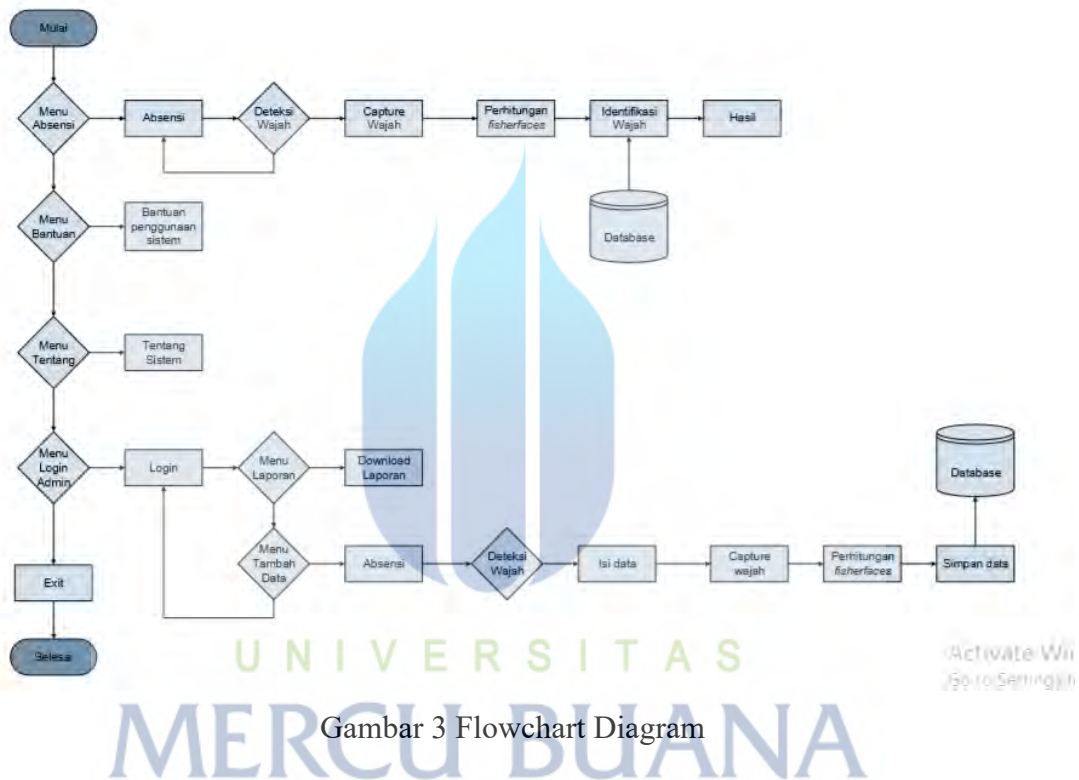 Mulai
Menu
Absensi
Absensi
Deteksi
Wajah
Capture
Wajah
Perhitungan
fisherfaces
Identifikasi
Wajah
Hasil
Database
Menu
Bantuan
Bantuan
penggunaan
sistem
Menu
Tentang
Tentang
Sistem
Menu
Login
Admin
Login
Menu
Laporan
Download
Laporan
Database
Menu
Tambah
Data
Absensi
Deteksi
Wajah
Isi data
Capture
wajah
Perhitungan
fisherfaces
Simpan data
Exit
Selesai
UNIVERSITAS
Activate Wi
Go to Setting
MERCU BUANA
Gambar 3 Flowchart Diagram